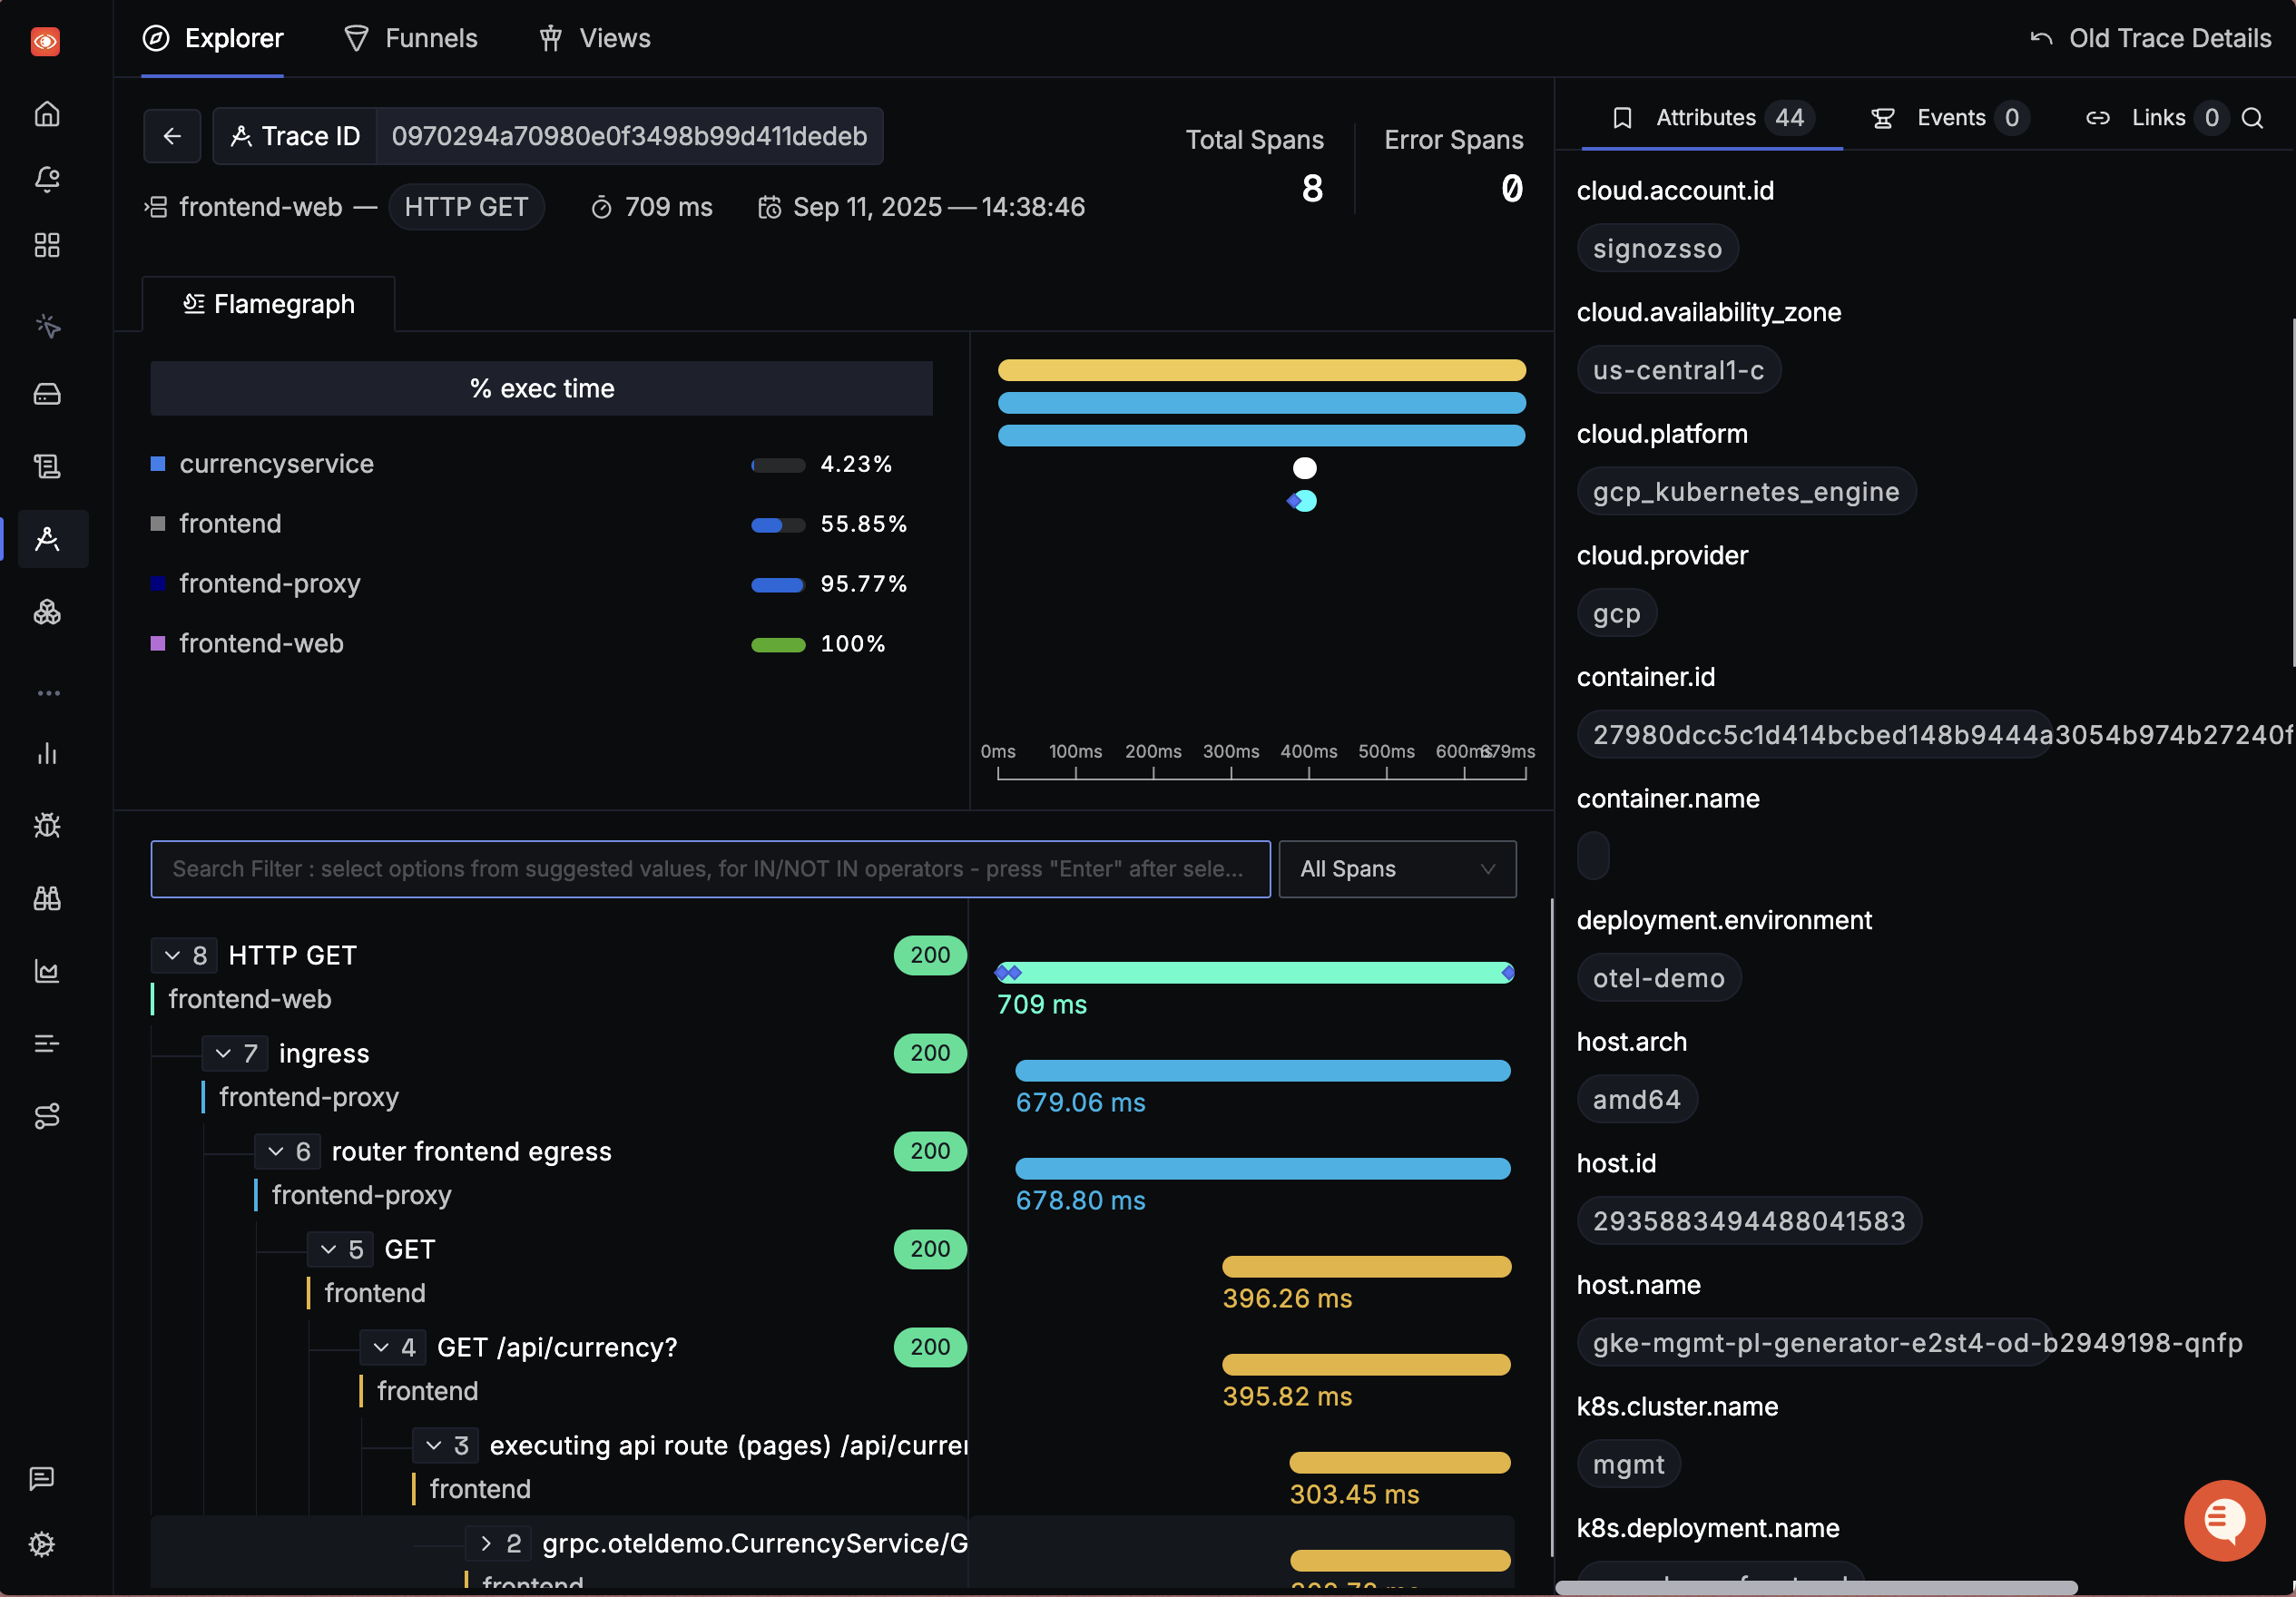 Explorer
Funnels
Views
Old Trace Details
Trace ID
0970294a70980e0f3498b99d411dedeb
Total Spans
8
Error Spans
0
frontend-web — HTTP GET
709 ms
Sep 11, 2025 — 14:38:46
Flamegraph
% exec time
currencyservice 4.23%
frontend 55.85%
frontend-proxy 95.77%
frontend-web 100%
0ms 100ms 200ms 300ms 400ms 500ms 600ms 679ms
Search Filter : select options from suggested values, for IN/NOT IN operators - press "Enter" after sele...
All Spans
8 HTTP GET 200
frontend-web
709 ms
7 ingress 200
frontend-proxy
679.06 ms
6 router frontend egress 200
frontend-proxy
678.80 ms
5 GET 200
frontend
396.26 ms
4 GET /api/currency? 200
frontend
395.82 ms
3 executing api route (pages) /api/curre
frontend
303.45 ms
2 grpc.oteldemo.CurrencyService/G
frontend
Attributes 44
Events 0
Links 0
cloud.account.id
signozsso
cloud.availability_zone
us-central1-c
cloud.platform
gcp_kubernetes_engine
cloud.provider
gcp
container.id
27980dcc5c1d414bcbed148b9444a3054b974b27240f
container.name
deployment.environment
otel-demo
host.arch
amd64
host.id
2935883494488041583
host.name
gke-mgmt-pl-generator-e2st4-od-b2949198-qnfp
k8s.cluster.name
mgmt
k8s.deployment.name